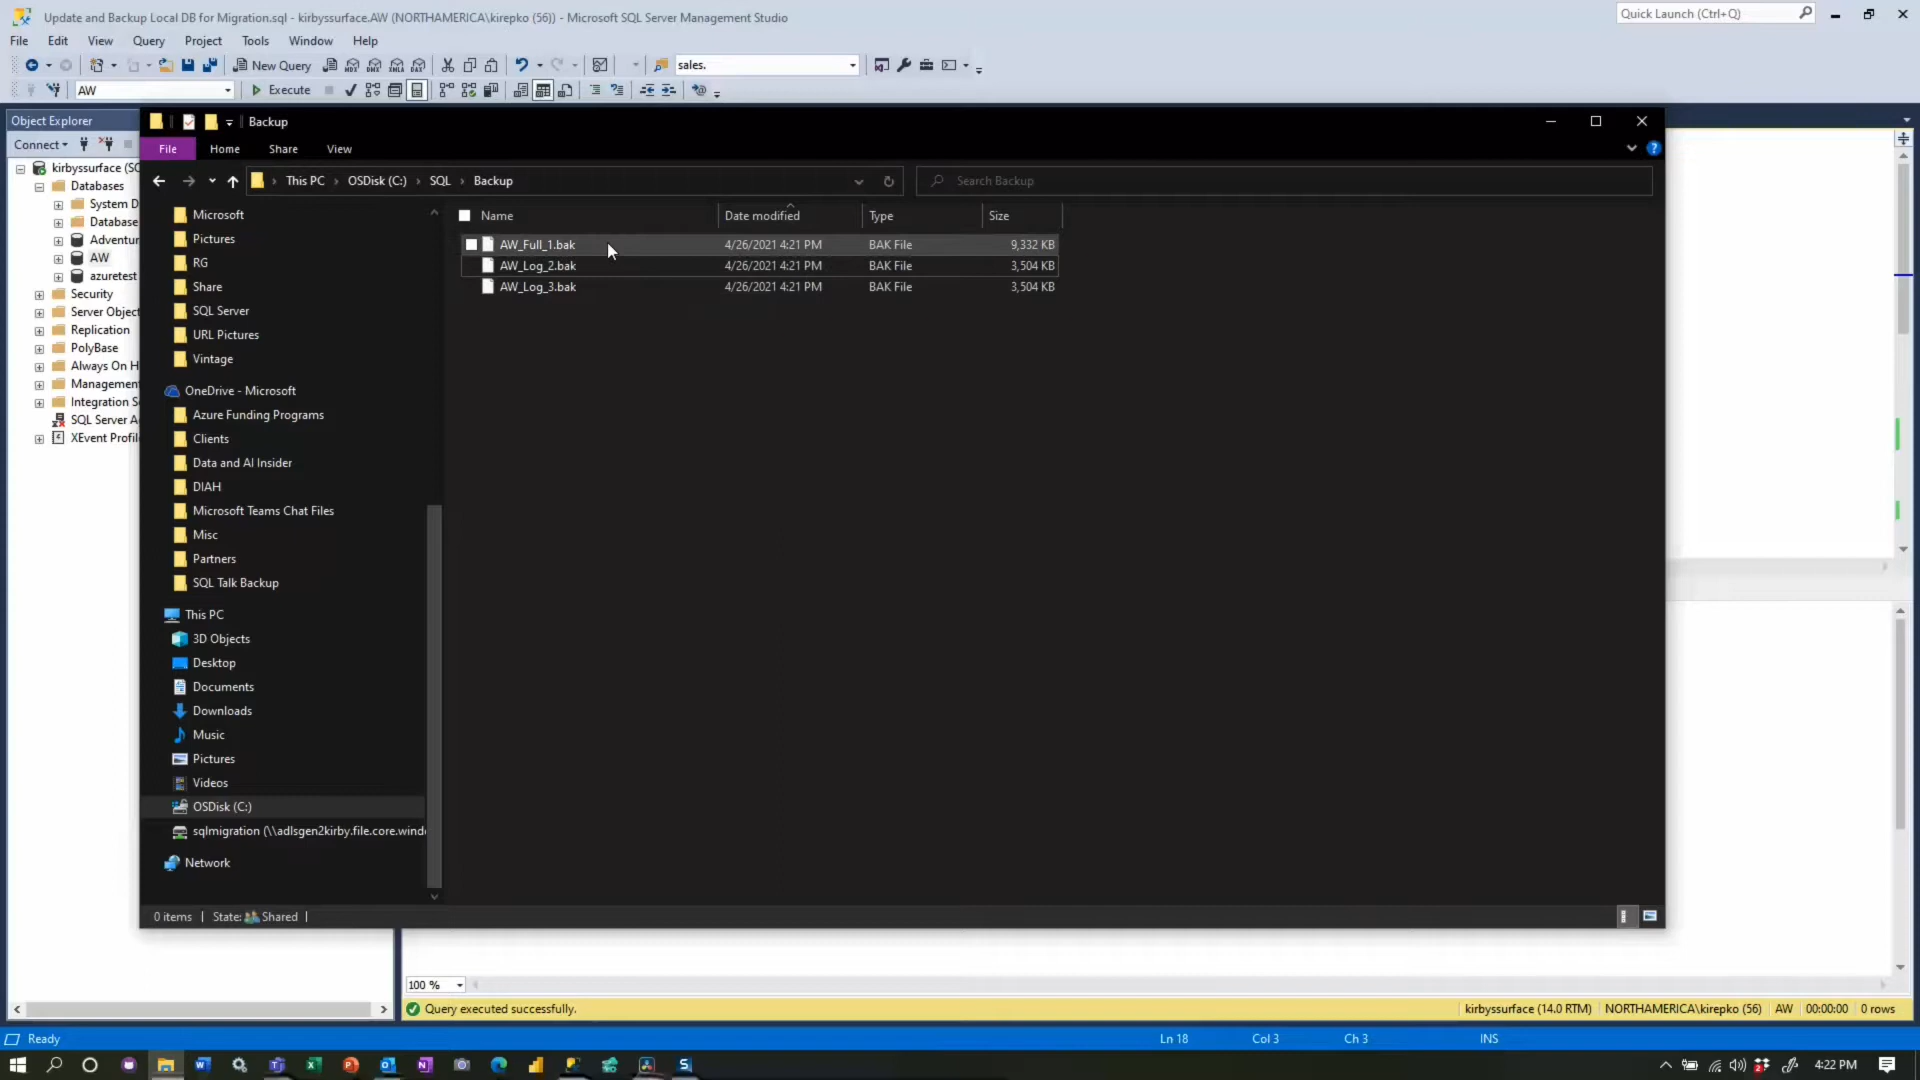 Update and Backup Local DB for Migration.sql - kirbyssurface.AW (NORTHAMERICA\kirepko (56)) - Microsoft SQL Server Management Studio
Quick Launch (Ctrl+Q)
File Edit View Query Project Tools Window Help
New Query
sales.
AW
Execute
Object Explorer
Connect
kirbyssurface (SQ
Databases
System D
Database
Adventur
AW
azuretest
Security
Server Object
Replication
PolyBase
Always On H
Management
Integration S
SQL Server A
XEvent Profil
Backup
File Home Share View
This PC OSDisk (C:) SQL Backup
Search Backup
Microsoft
Pictures
RG
Share
SQL Server
URL Pictures
Vintage
OneDrive - Microsoft
Azure Funding Programs
Clients
Data and AI Insider
DIAH
Microsoft Teams Chat Files
Misc
Partners
SQL Talk Backup
This PC
3D Objects
Desktop
Documents
Downloads
Music
Pictures
Videos
OSDisk (C:)
sqlmigration (\\adlsgen2kirby.file.core.windo
Network
Name Date modified Type Size
AW_Full_1.bak 4/26/2021 4:21 PM BAK File 9,332 KB
AW_Log_2.bak 4/26/2021 4:21 PM BAK File 3,504 KB
AW_Log_3.bak 4/26/2021 4:21 PM BAK File 3,504 KB
0 items State: Shared
100 %
Query executed successfully.
kirbyssurface (14.0 RTM) NORTHAMERICA\kirepko (56) AW 00:00:00 0 rows
Ready
Ln 18 Col 3 Ch 3 INS
4:22 PM